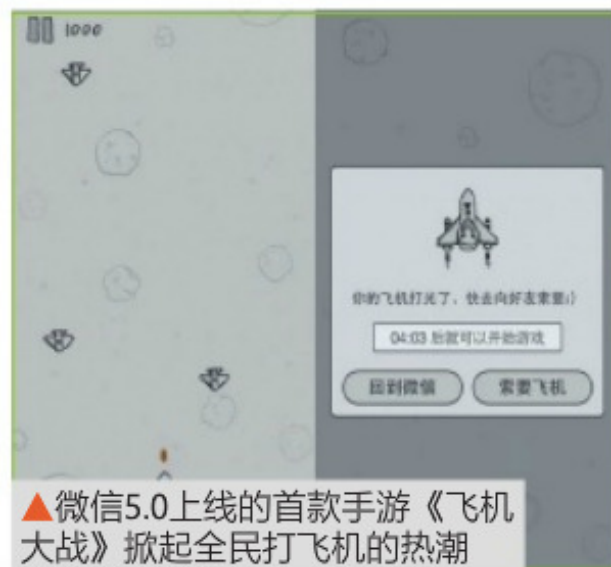 1000
你的飞机打光了，快去向好友索要:)
04:03 后就可以开始游戏
回到微信
索要飞机
▲微信5.0上线的首款手游《飞机
大战》掀起全民打飞机的热潮